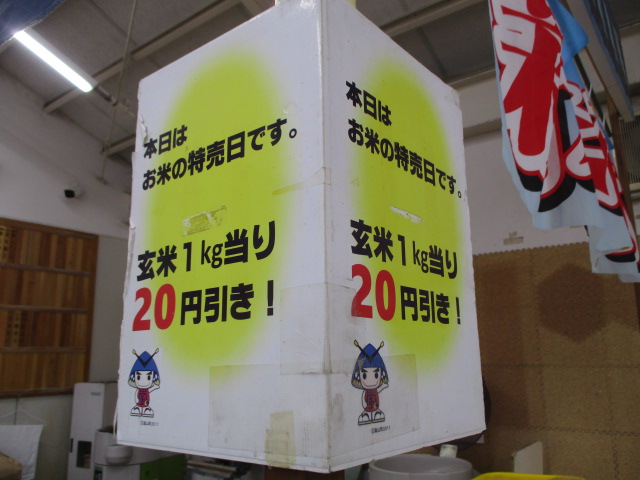 本日は
お米の特売日です。
玄米1kg当り
20円引き!
本日は
お米の特売日です。
玄米1kg当り
20円引き!